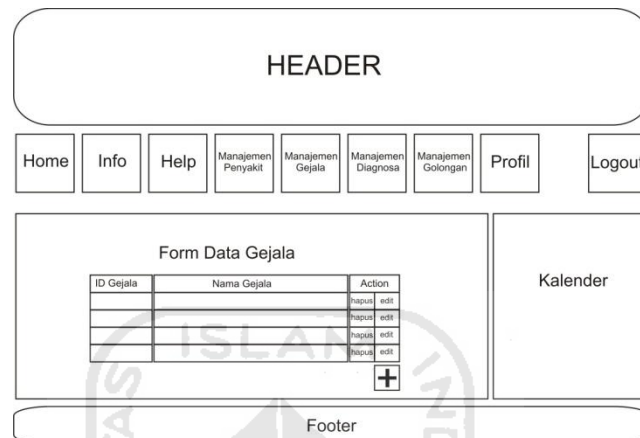 HEADER
Home
Info
Help
Manajemen
Penyakit
Manajemen
Gejala
Manajemen
Diagnosa
Manajemen
Golongan
Profil
Logout
Form Data Gejala
ID Gejala Nama Gejala Action
hapus edit
hapus edit
hapus edit
hapus edit
+
Kalender
ISLAM
Footer